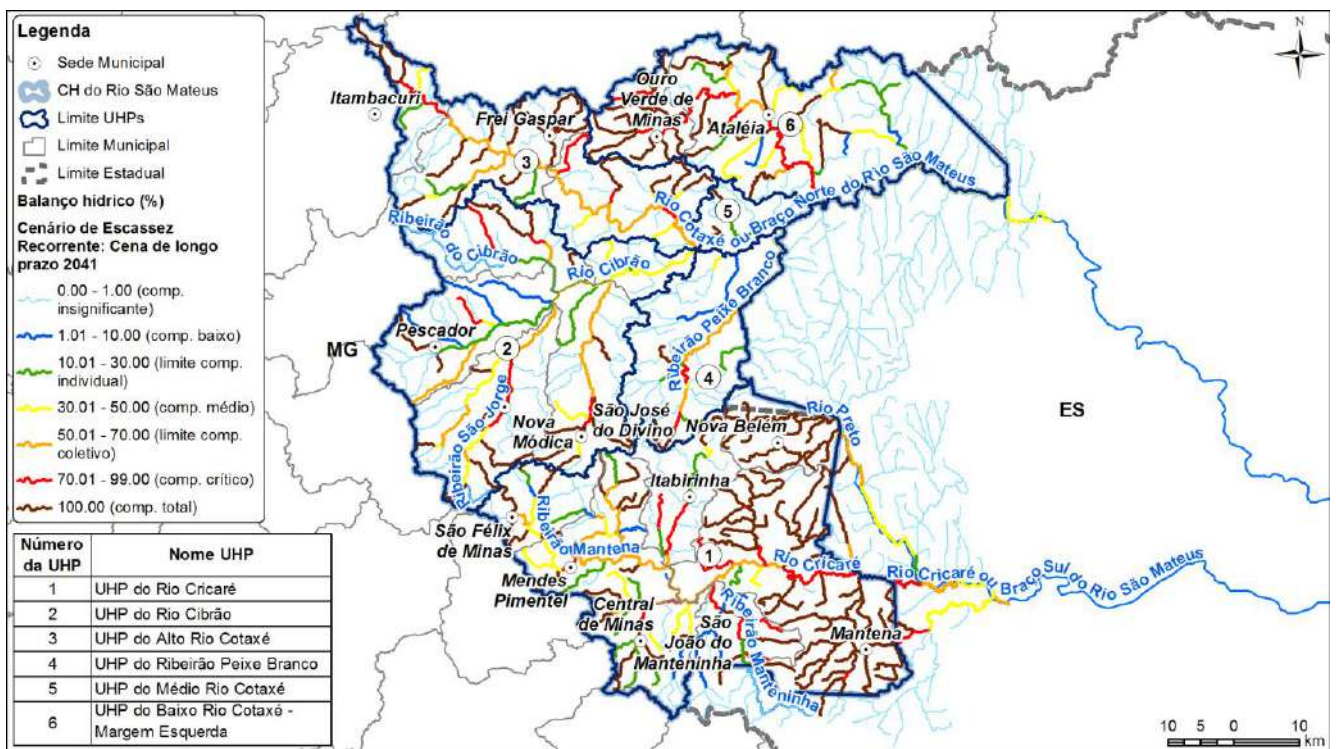 Legenda
Sede Municipal
CH do Rio São Mateus
Limite UHPs
Limite Municipal
Limite Estadual
Balanço hídrico (%)
Cenário de Escassez
Recorrente: Cena de longo
prazo 2041
0.00 - 1.00 (comp.
insignificante)
1.01 - 10.00 (comp. baixo)
10.01 - 30.00 (limite comp.
individual)
30.01 - 50.00 (comp. médio)
50.01 - 70.00 (limite comp.
coletivo)
70.01 - 99.00 (comp. crítico)
100.00 (comp. total)
Número
da UHP
Nome UHP
1 UHP do Rio Cricaré
2 UHP do Rio Cibrão
3 UHP do Alto Rio Cotaxé
4 UHP do Ribeirão Peixe Branco
5 UHP do Médio Rio Cotaxé
6 UHP do Baixo Rio Cotaxé -
Margem Esquerda
N
Itambacuri
Frei Gaspar
Ouro
Verde de
Minas
Ataléia
6
3
5
Rio Cotaxé ou Braço Norte do Rio São Mateus
Ribeirão do Cibrão
Rio Cibrão
Ribeirão Peixe Branco
Pescador
MG
2
4
ES
Ribeirão São Jorge
Nova
Módica
São José
do Divino
Nova Belém
Rio Preto
Itabirinha
São Félix
de Minas
Ribeirão Mantena
1
Rio Cricaré
Rio Cricaré ou Braço Sul do Rio São Mateus
Mendes
Pimentel
Central
de Minas
São
João do
Manteninha
Ribeirão Manteninha
Mantena
10 5 0 10
km